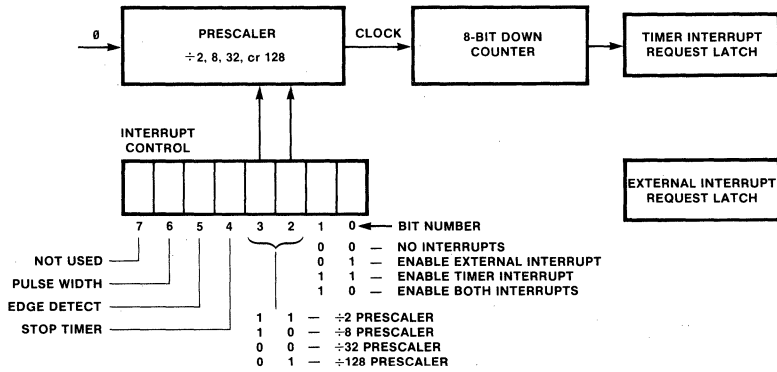 Ø
PRESCALER
÷2, 8, 32, cr 128
CLOCK
8-BIT DOWN
COUNTER
TIMER INTERRUPT
REQUEST LATCH
INTERRUPT
CONTROL
EXTERNAL INTERRUPT
REQUEST LATCH
7 6 5 4 3 2 1 0 BIT NUMBER
NOT USED
PULSE WIDTH
EDGE DETECT
STOP TIMER
0 0 — NO INTERRUPTS
0 1 — ENABLE EXTERNAL INTERRUPT
1 1 — ENABLE TIMER INTERRUPT
1 0 — ENABLE BOTH INTERRUPTS
1 1 — ÷2 PRESCALER
1 0 — ÷8 PRESCALER
0 0 — ÷32 PRESCALER
0 1 — ÷128 PRESCALER